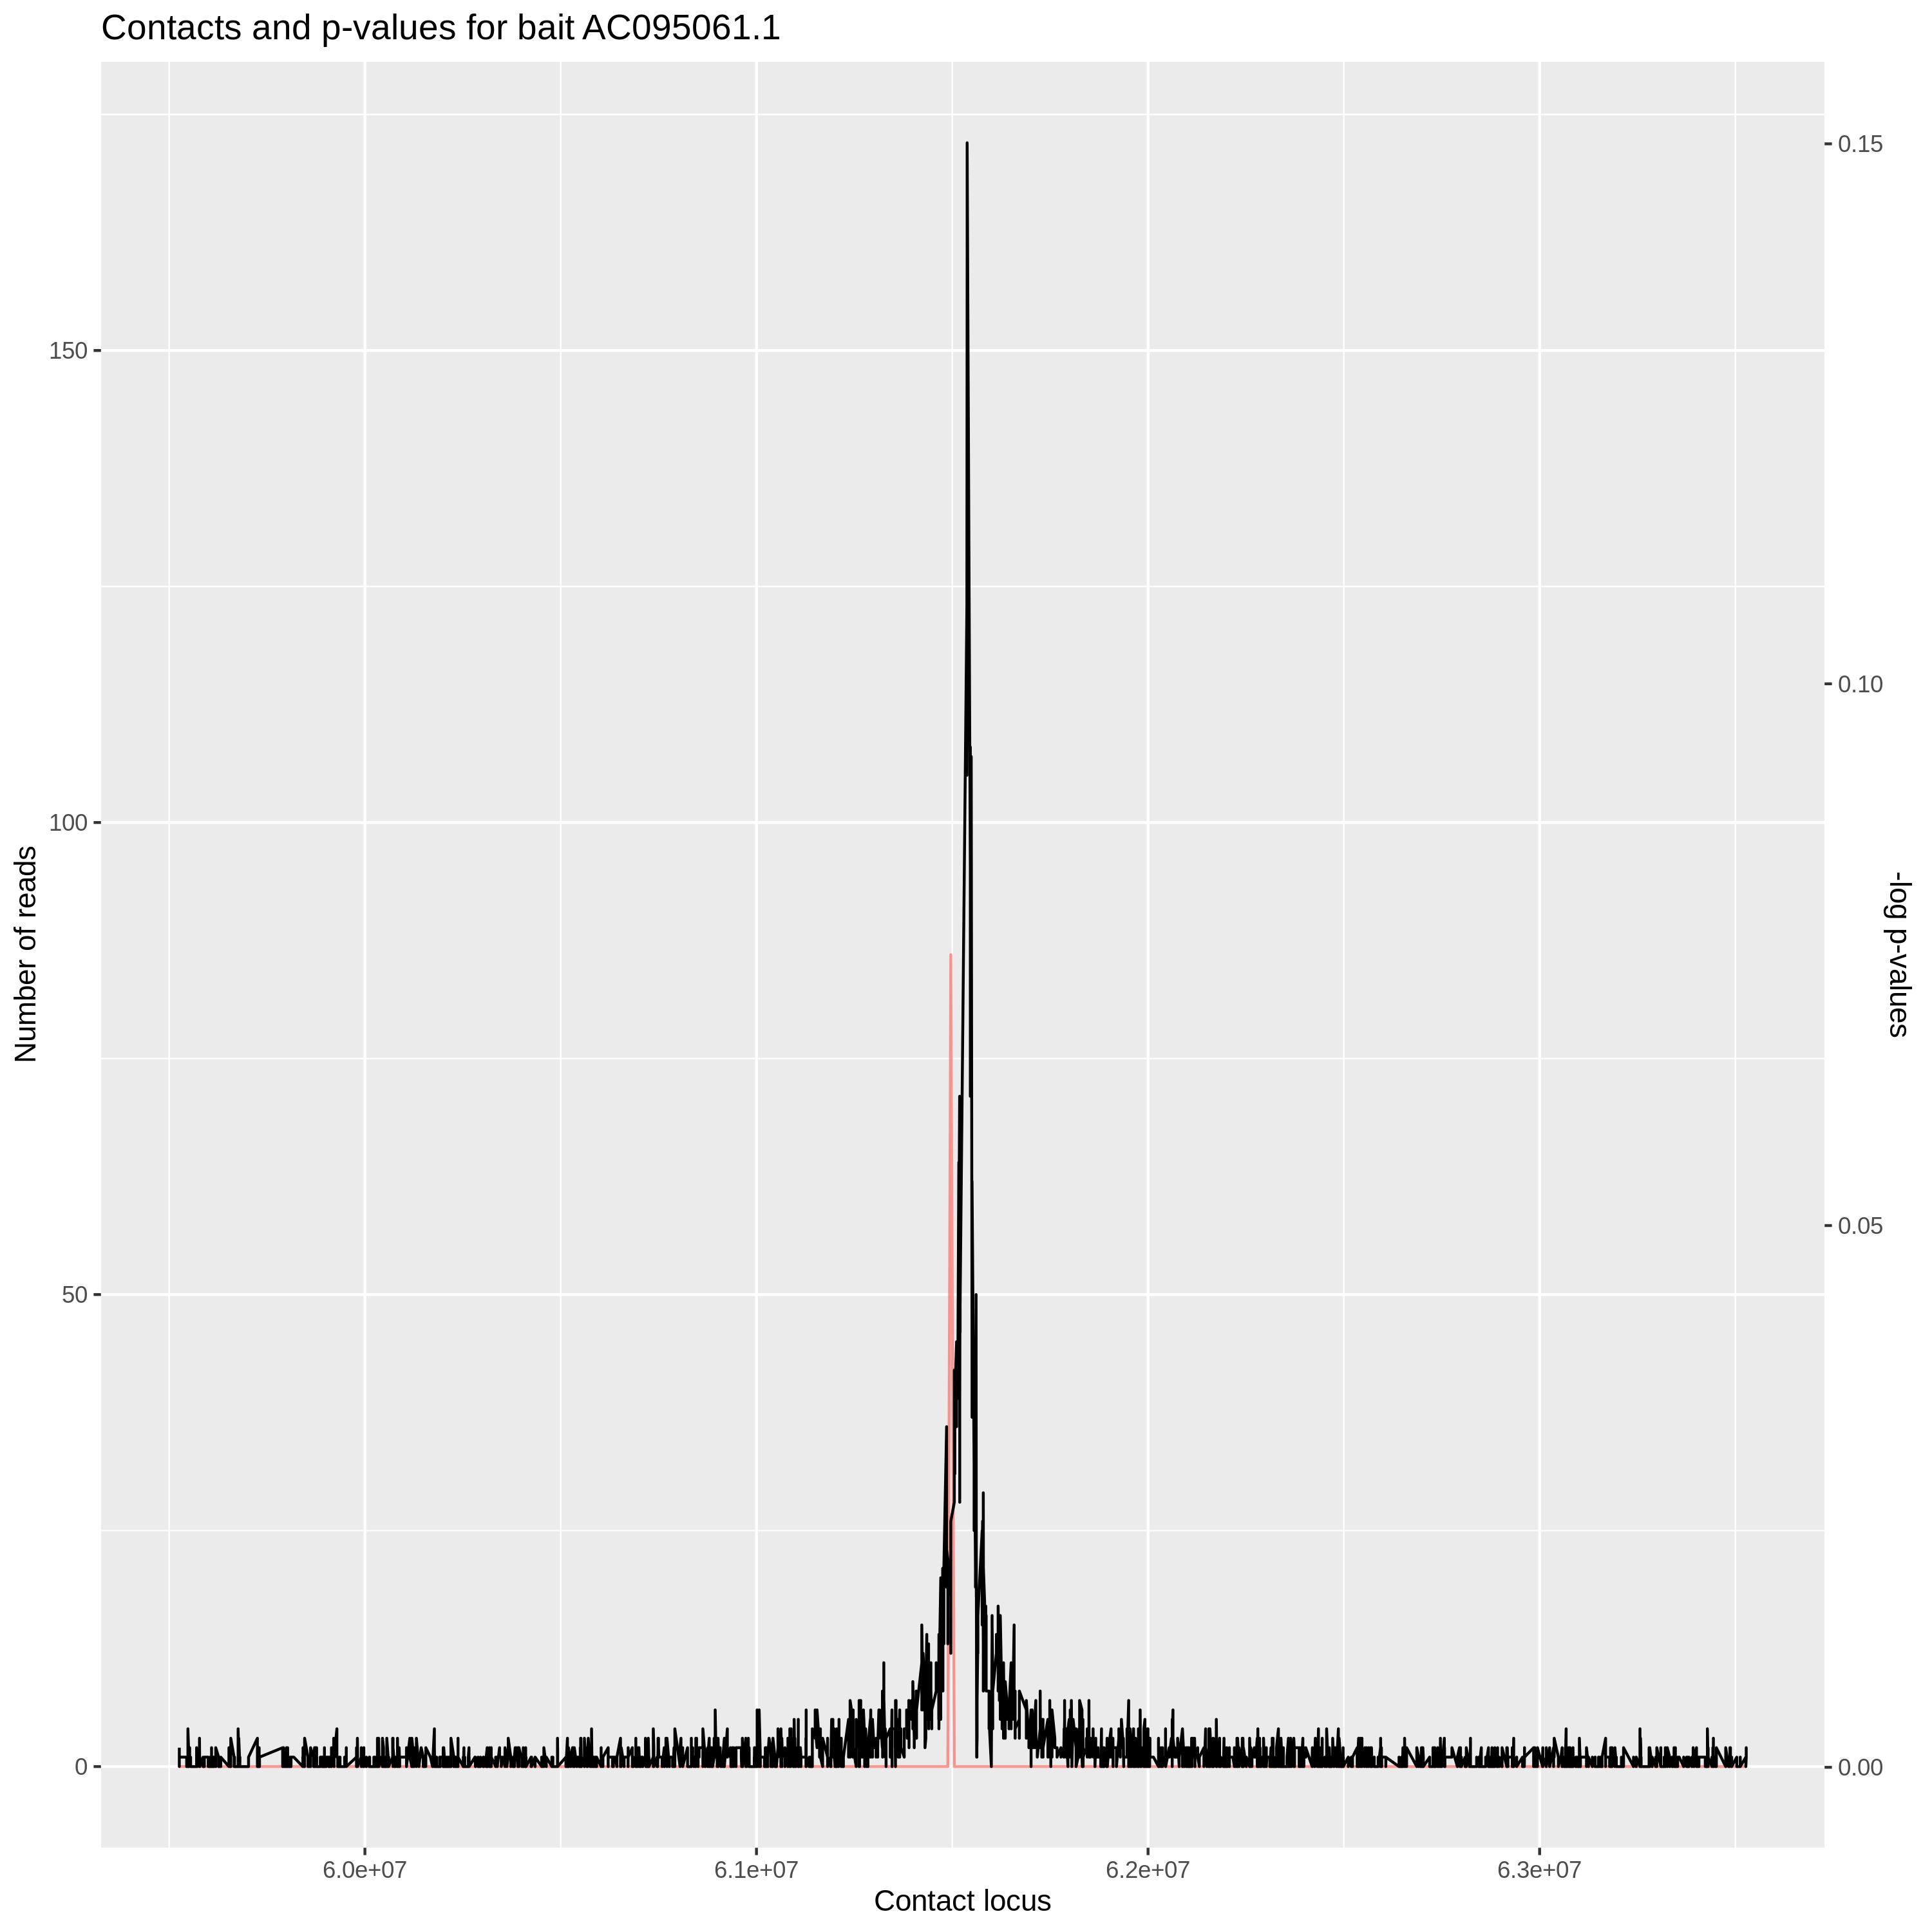 Contacts and p-values for bait AC095061.1
150
100
50
0
Number of reads
0.15
0.10
0.05
0.00
-log p-values
6.0e+07
6.1e+07
6.2e+07
6.3e+07
Contact locus